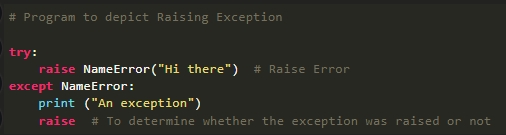 # Program to depict Raising Exception
try:
    raise NameError("Hi there")  # Raise Error
except NameError:
    print ("An exception")
    raise  # To determine whether the exception was raised or not